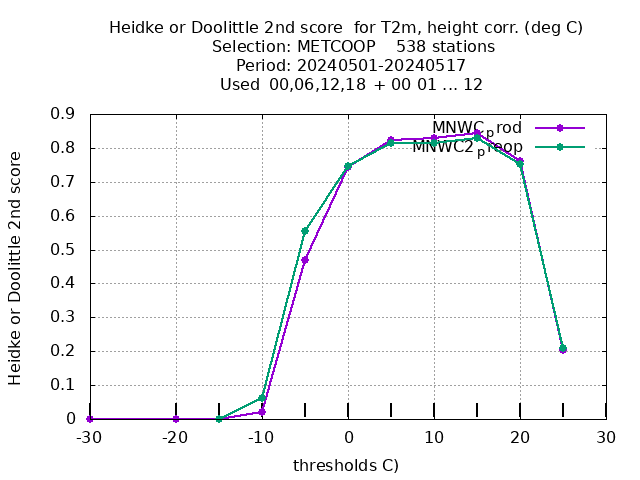 Heidke or Doolittle 2nd score  for T2m, height corr. (deg C)
Selection: METCOOP    538 stations
Period: 20240501-20240517
Used  00,06,12,18  + 00 01 ... 12
Heidke or Doolittle 2nd score
0.9
0.8
0.7
0.6
0.5
0.4
0.3
0.2
0.1
0
MNWC_prod
MNWC2_proop
-30 -20 -10 0 10 20 30
thresholds C)